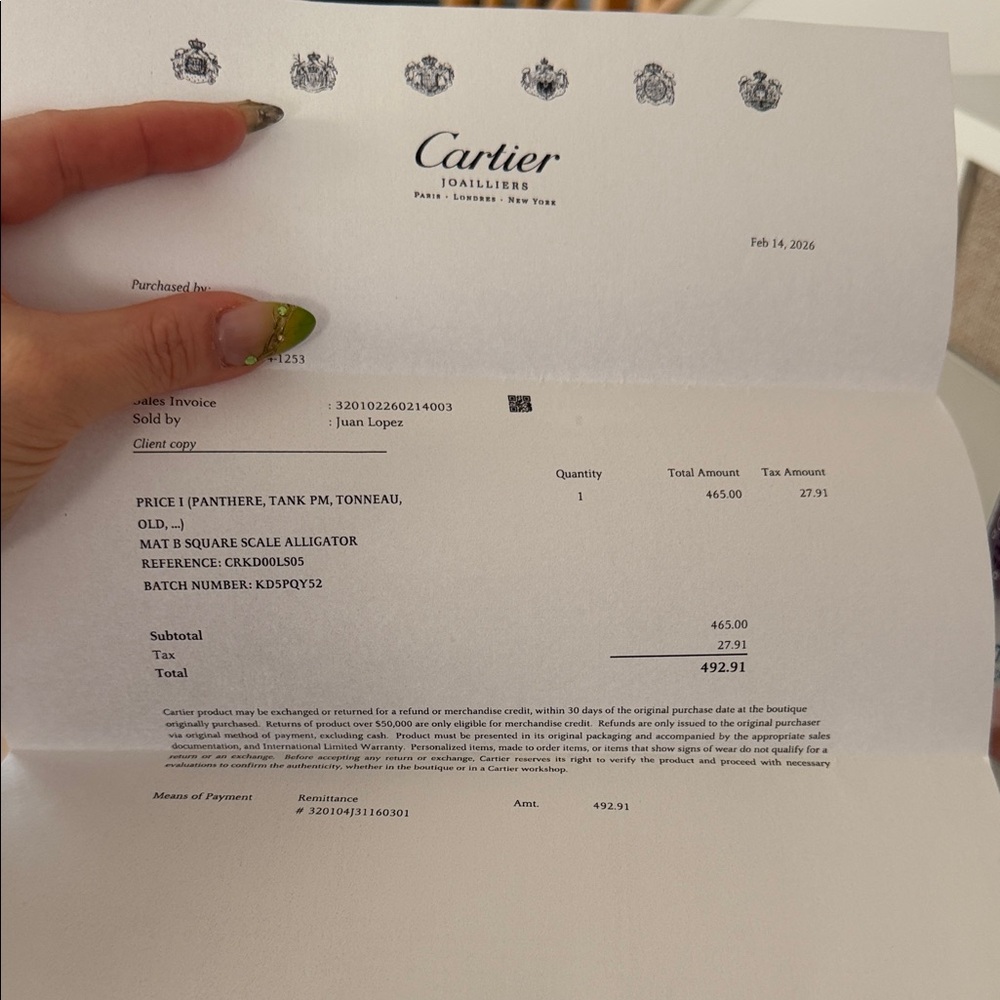 Cartier
JOAILLIERS
PARIS · LONDRES · NEW YORK
Feb 14, 2026
Purchased by:
1253
Sales Invoice : 320102260214003
Sold by : Juan Lopez
Client copy
Quantity Total Amount Tax Amount
PRICE I (PANTHERE, TANK PM, TONNEAU, 1 465.00 27.91
OLD, ...)
MAT B SQUARE SCALE ALLIGATOR
REFERENCE: CRKD00LS05
BATCH NUMBER: KD5PQY52
Subtotal 465.00
Tax 27.91
Total 492.91
Cartier product may be exchanged or returned for a refund or merchandise credit, within 30 days of the original purchase date at the boutique
originally purchased. Returns of product over $50,000 are only eligible for merchandise credit. Refunds are only issued to the original purchaser
via original method of payment, excluding cash. Product must be presented in its original packaging and accompanied by the appropriate sales
documentation, and International Limited Warranty. Personalized items, made to order items, or items that show signs of wear do not qualify for a
return or an exchange. Before accepting any return or exchange, Cartier reserves its right to verify the product and proceed with necessary
evaluations to confirm the authenticity, whether in the boutique or in a Cartier workshop.
Means of Payment Remittance Amt. 492.91
# 320104J31160301